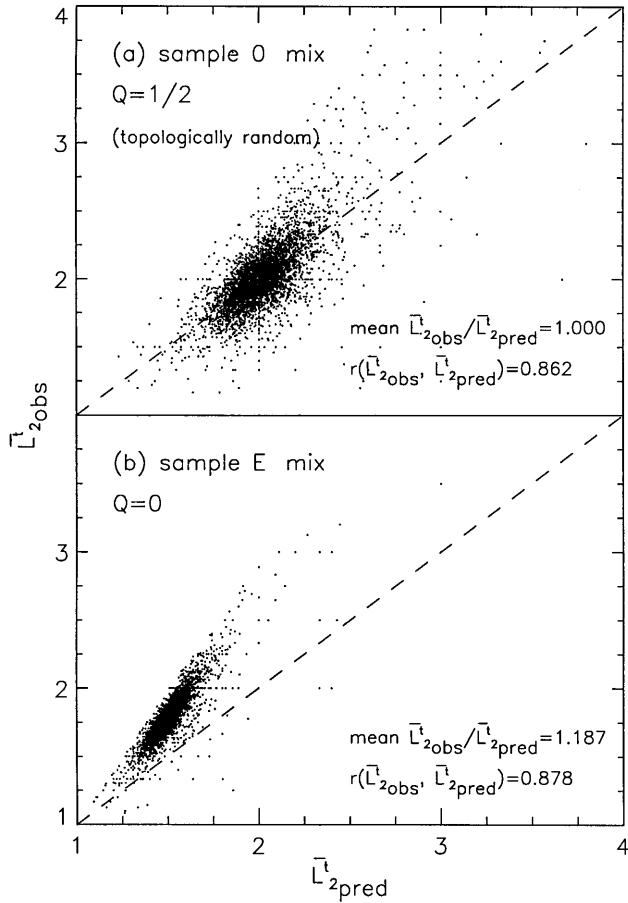 4
(a) sample 0 mix
Q=1/2
(topologically random)
3
2
mean L̄ᵗ₂obs/L̄ᵗ₂pred=1.000
r(L̄ᵗ₂obs, L̄ᵗ₂pred)=0.862
L̄ᵗ₂obs
(b) sample E mix
Q=0
3
2
mean L̄ᵗ₂obs/L̄ᵗ₂pred=1.187
r(L̄ᵗ₂obs, L̄ᵗ₂pred)=0.878
1
1 2 3 4
L̄ᵗ₂pred